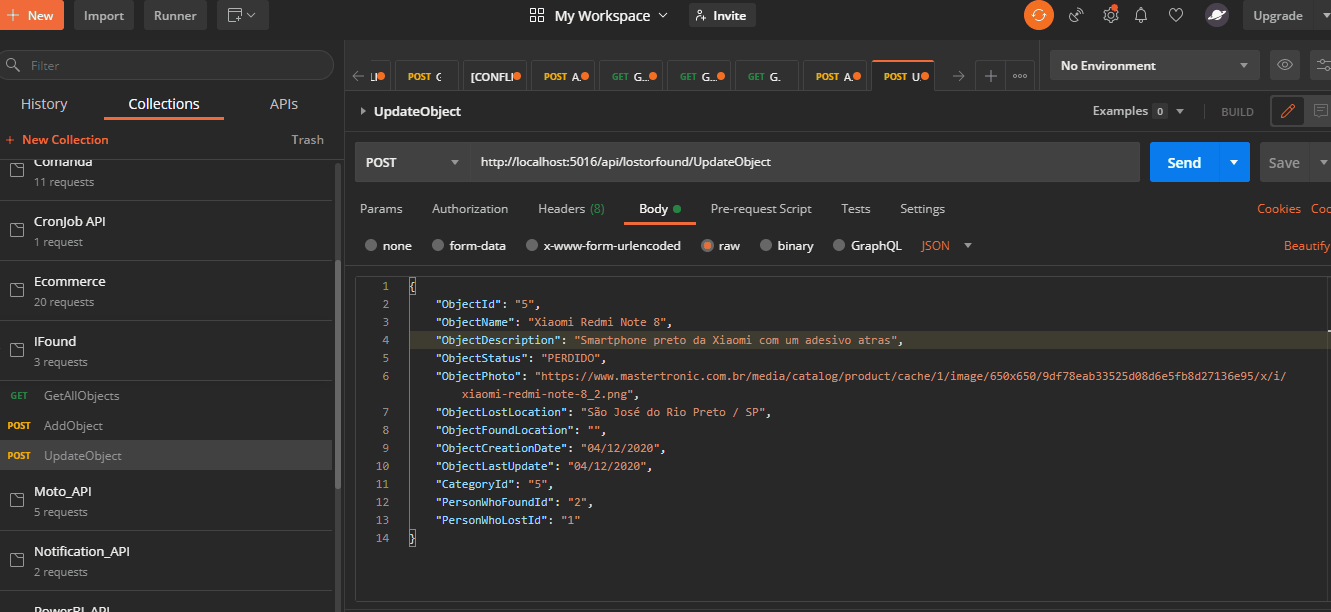 + New Import Runner My Workspace Invite Upgrade
Filter
History Collections APIs
+ New Collection Trash
Comanda
11 requests
CronJob API
1 request
Ecommerce
20 requests
IFound
3 requests
GET GetAllObjects
POST AddObject
POST UpdateObject
Moto_API
5 requests
Notification_API
2 requests
PowerBI_API
POST G [CONFLI POST A. GET G... GET G... GET G. POST A. POST U No Environment
UpdateObject Examples 0 BUILD
POST http://localhost:5016/api/lostorfound/UpdateObject Send Save
Params Authorization Headers (8) Body Pre-request Script Tests Settings Cookies Coc
none form-data x-www-form-urlencoded raw binary GraphQL JSON Beautify
1 {
2 "ObjectId": "5",
3 "ObjectName": "Xiaomi Redmi Note 8",
4 "ObjectDescription": "Smartphone preto da Xiaomi com um adesivo atras",
5 "ObjectStatus": "PERDIDO",
6 "ObjectPhoto": "https://www.mastertronic.com.br/media/catalog/product/cache/1/image/650x650/9df78eab33525d08d6e5fb8d27136e95/x/i/
xiaomi-redmi-note-8_2.png",
7 "ObjectLostLocation": "São José do Rio Preto / SP",
8 "ObjectFoundLocation": "",
9 "ObjectCreationDate": "04/12/2020",
10 "ObjectLastUpdate": "04/12/2020",
11 "CategoryId": "5",
12 "PersonWhoFoundId": "2",
13 "PersonWhoLostId": "1"
14 }